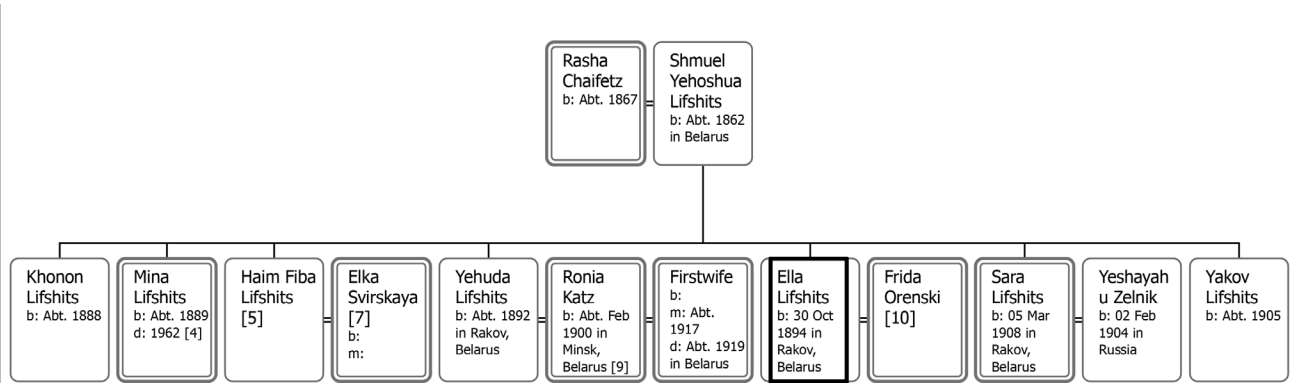 Rasha
Chaifetz
b: Abt. 1867
Shmuel
Yehoshua
Lifshits
b: Abt. 1862
in Belarus
Khonon
Lifshits
b: Abt. 1888
Mina
Lifshits
b: Abt. 1889
d: 1962 [4]
Haim Fiba
Lifshits
[5]
Elka
Svirskaya
[7]
b:
m:
Yehuda
Lifshits
b: Abt. 1892
in Rakov,
Belarus
Ronia
Katz
b: Abt. Feb
1900 in
Minsk,
Belarus [9]
Firstwife
b:
m: Abt.
1917
d: Abt. 1919
in Belarus
Ella
Lifshits
b: 30 Oct
1894 in
Rakov,
Belarus
Frida
Orenski
[10]
Sara
Lifshits
b: 05 Mar
1908 in
Rakov,
Belarus
Yeshayah
u Zelnik
b: 02 Feb
1904 in
Russia
Yakov
Lifshits
b: Abt. 1905